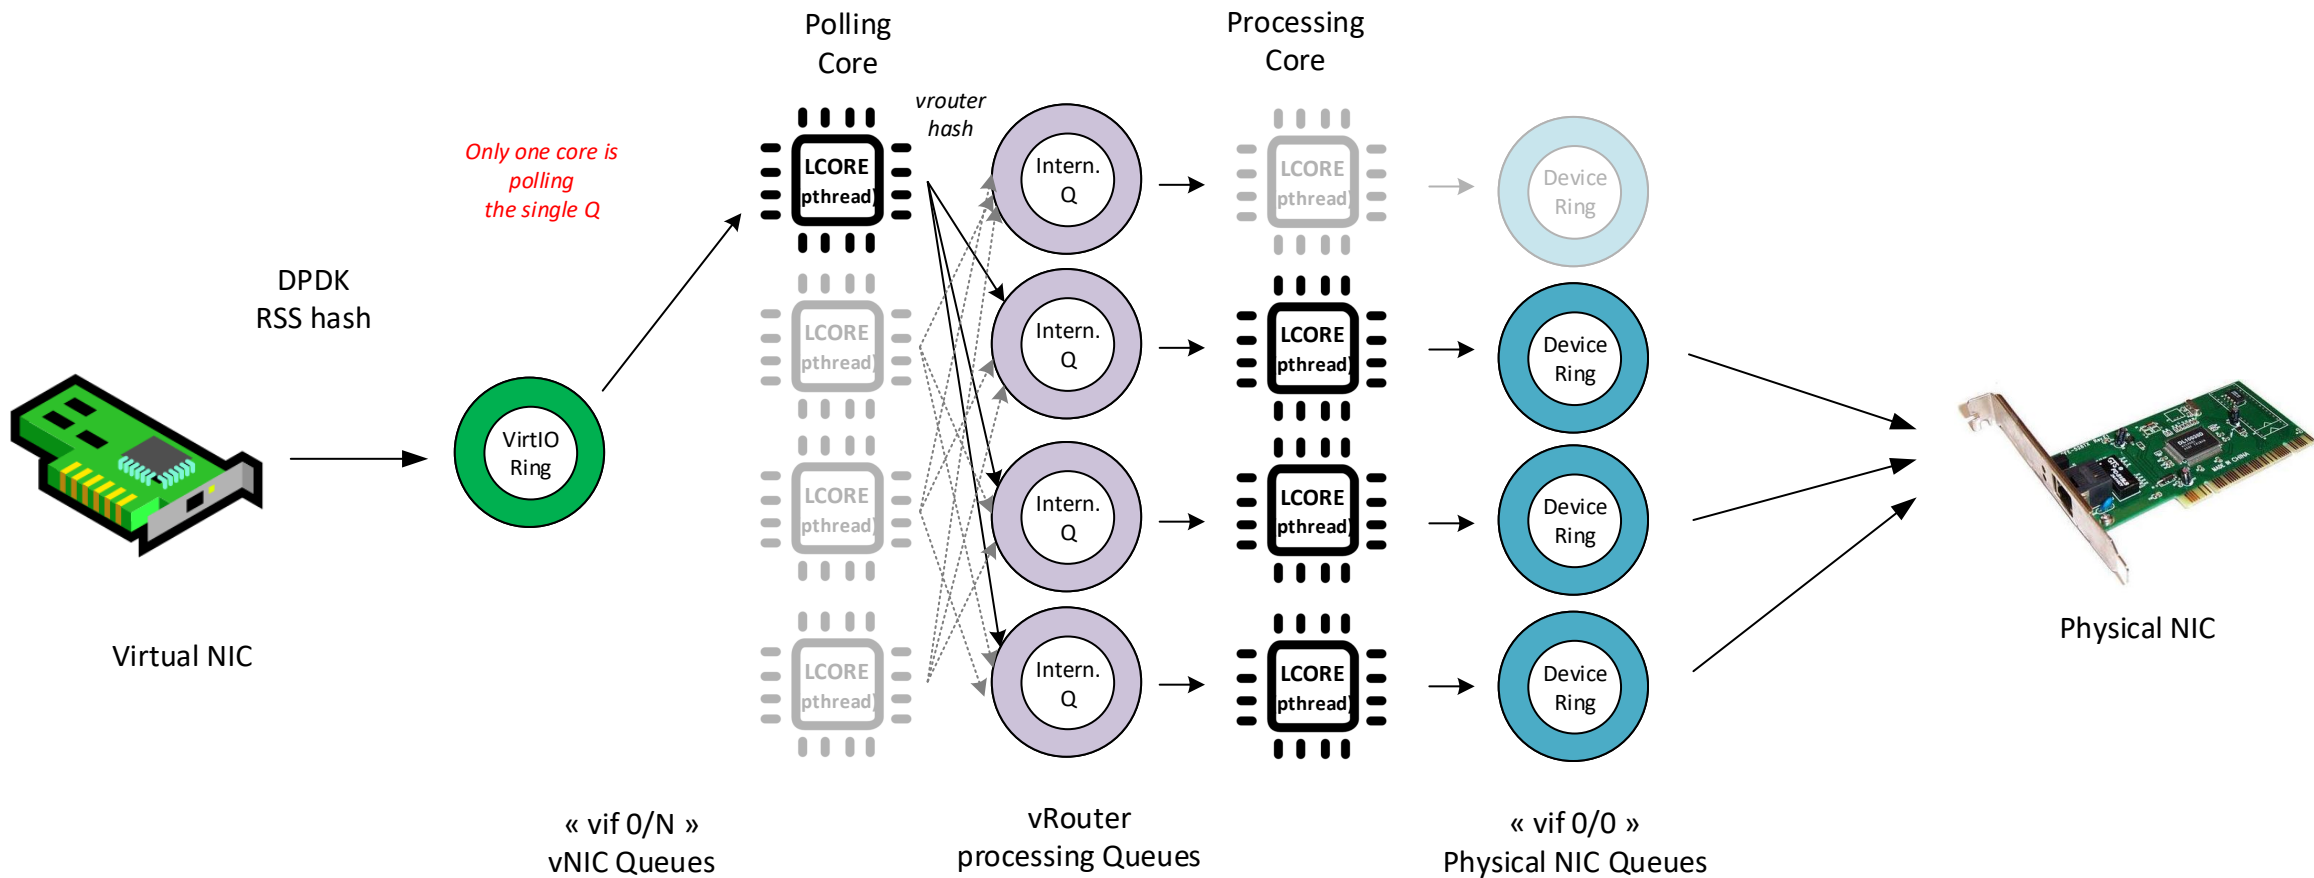 Polling
Core
Processing
Core
vrouter
hash
Only one core is
polling
the single Q
DPDK
RSS hash
LCORE
pthread)
Intern.
Q
LCORE
pthread)
Device
Ring
LCORE
pthread)
Intern.
Q
LCORE
pthread)
Device
Ring
VirtIO
Ring
LCORE
pthread)
Intern.
Q
LCORE
pthread)
Device
Ring
LCORE
pthread)
Intern.
Q
LCORE
pthread)
Device
Ring
Virtual NIC
Physical NIC
« vif 0/N »
vNIC Queues
vRouter
processing Queues
« vif 0/0 »
Physical NIC Queues
MADE IN CHINA